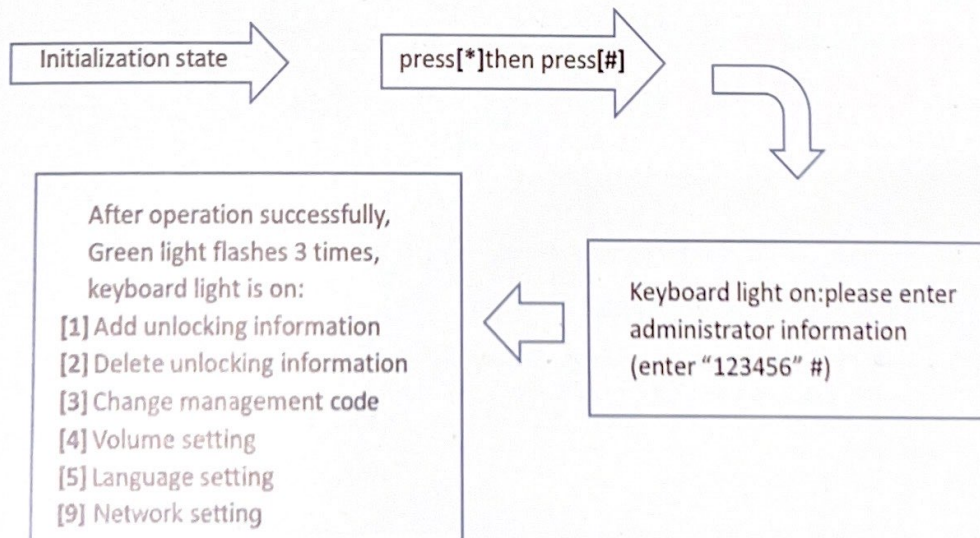 Initialization state
press[*]then press[#]
Keyboard light on:please enter
administrator information
(enter “123456” #)
After operation successfully,
Green light flashes 3 times,
keyboard light is on:
[1] Add unlocking information
[2] Delete unlocking information
[3] Change management code
[4] Volume setting
[5] Language setting
[9] Network setting